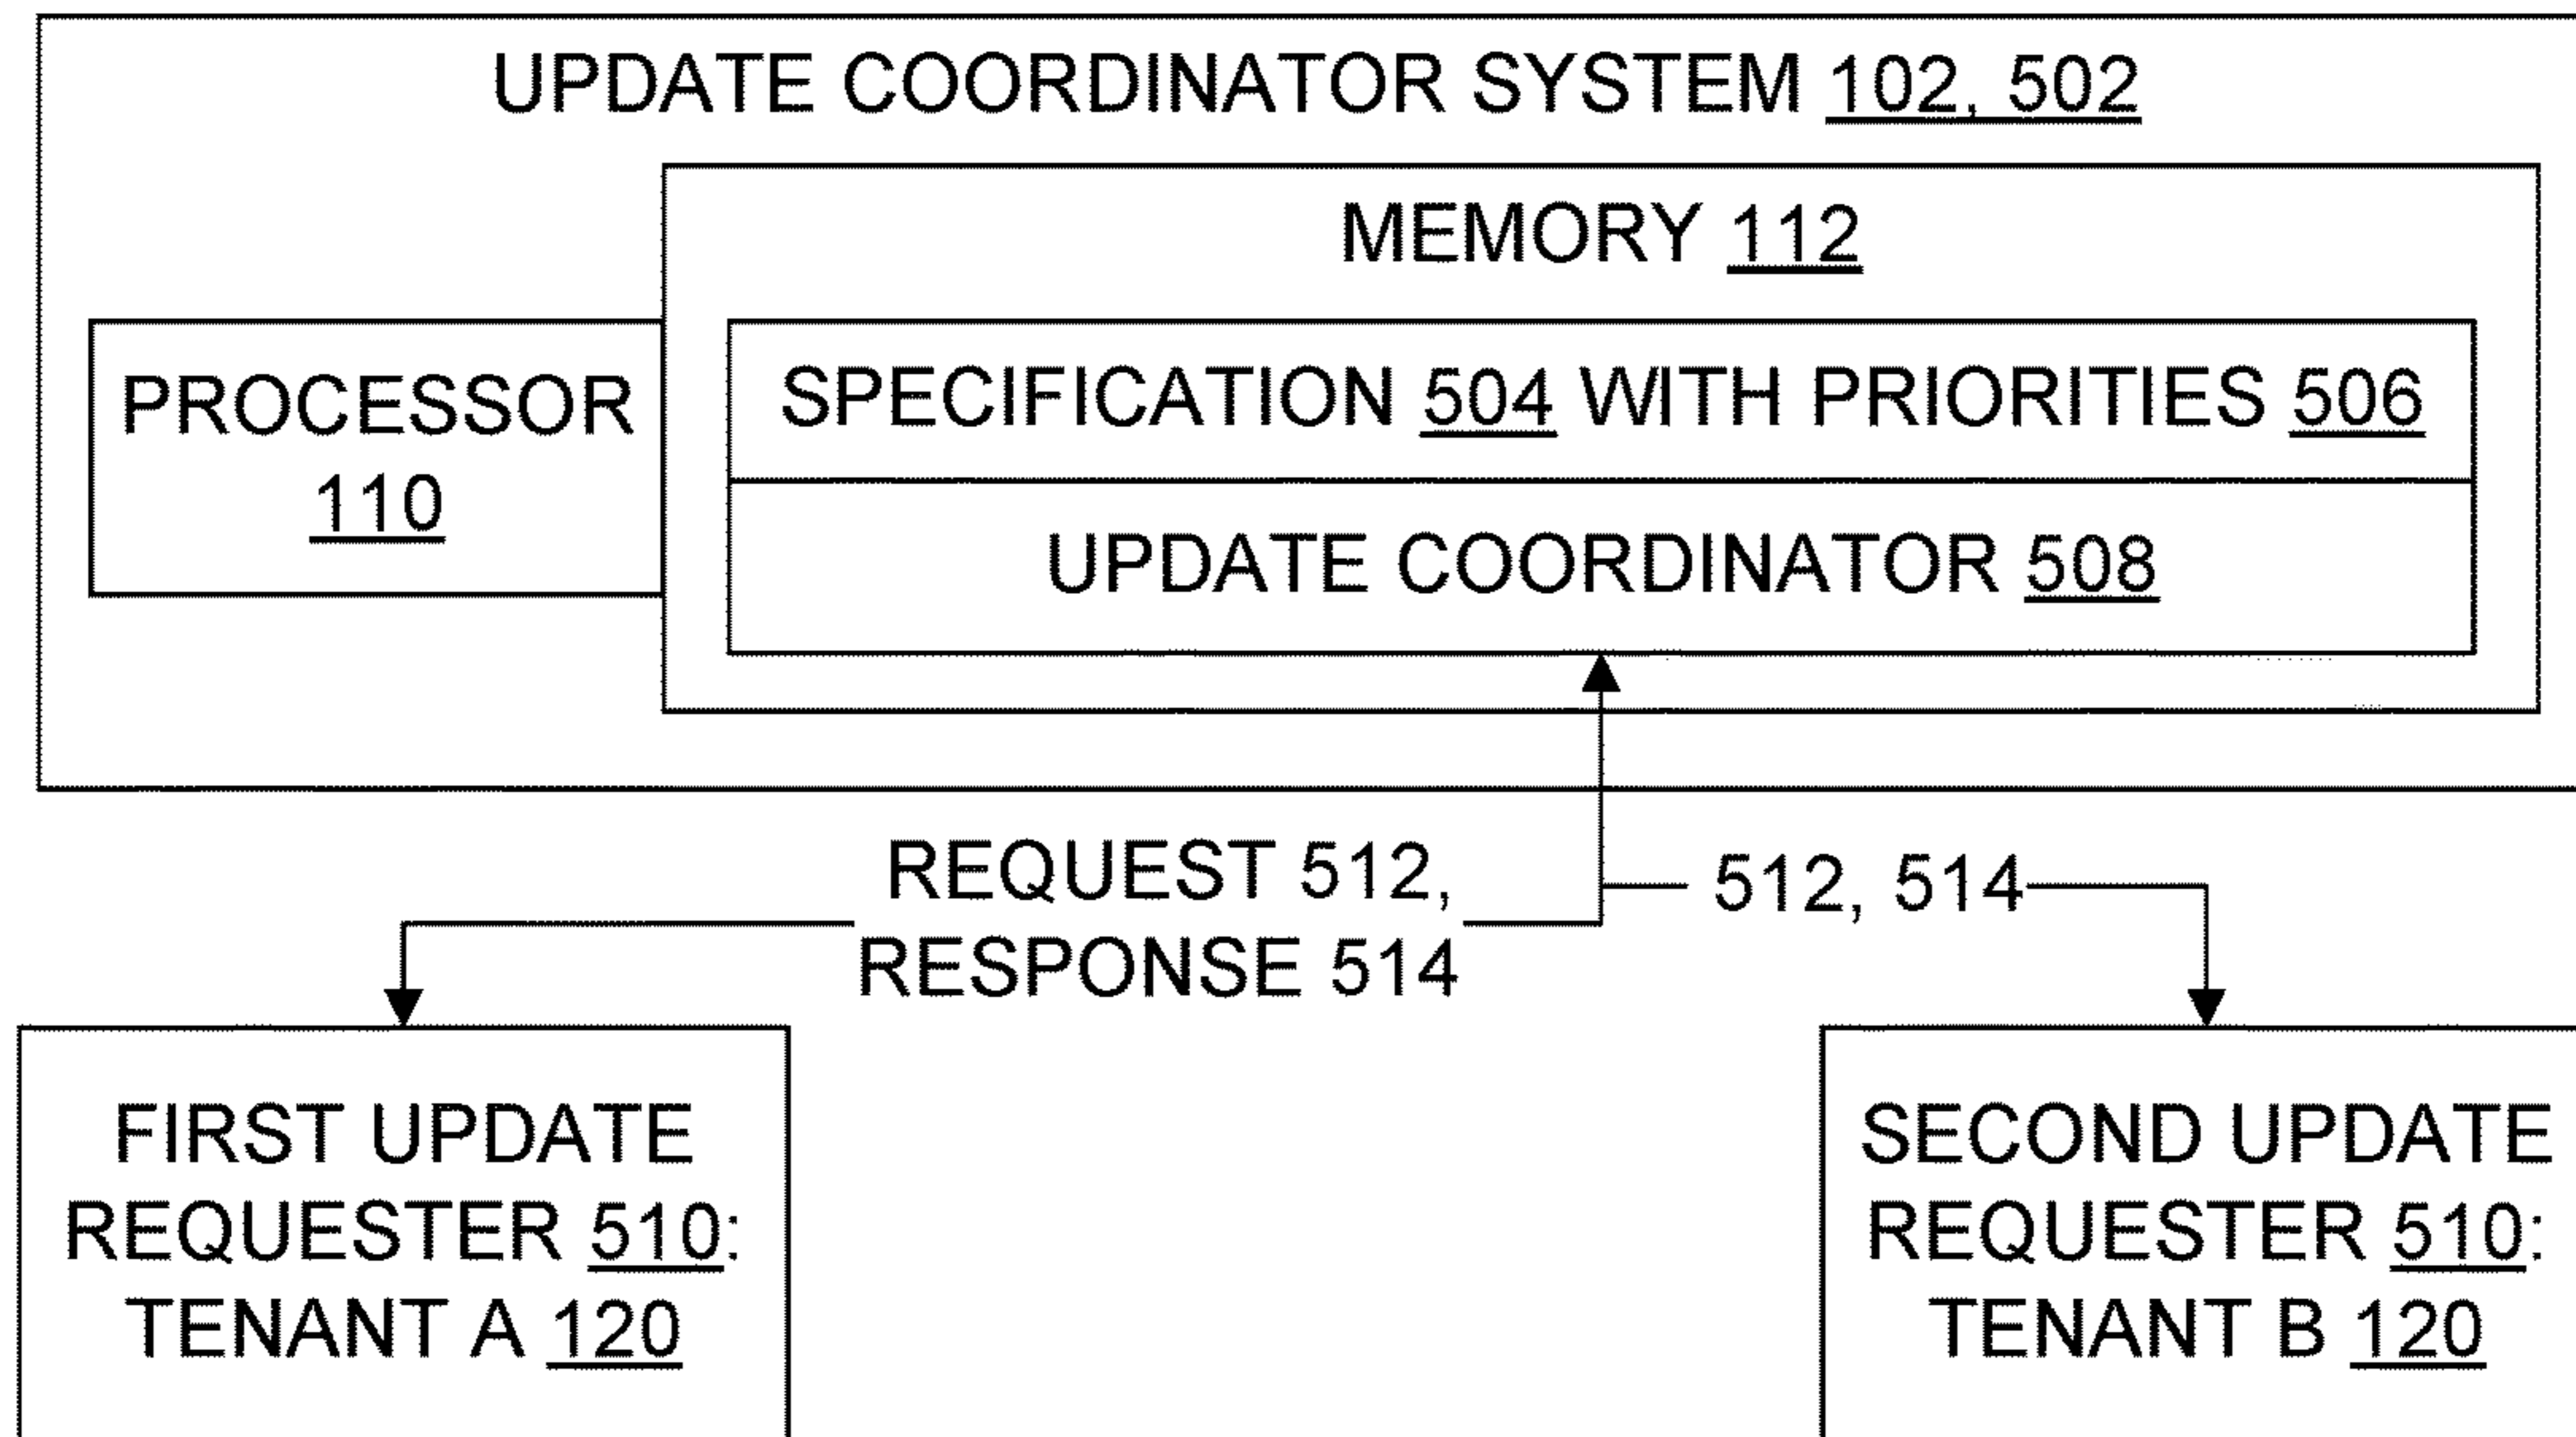 UPDATE COORDINATOR SYSTEM 102, 502
MEMORY 112
PROCESSOR
110
SPECIFICATION 504 WITH PRIORITIES 506
UPDATE COORDINATOR 508
REQUEST 512,
RESPONSE 514
512, 514
FIRST UPDATE
REQUESTER 510:
TENANT A 120
SECOND UPDATE
REQUESTER 510:
TENANT B 120